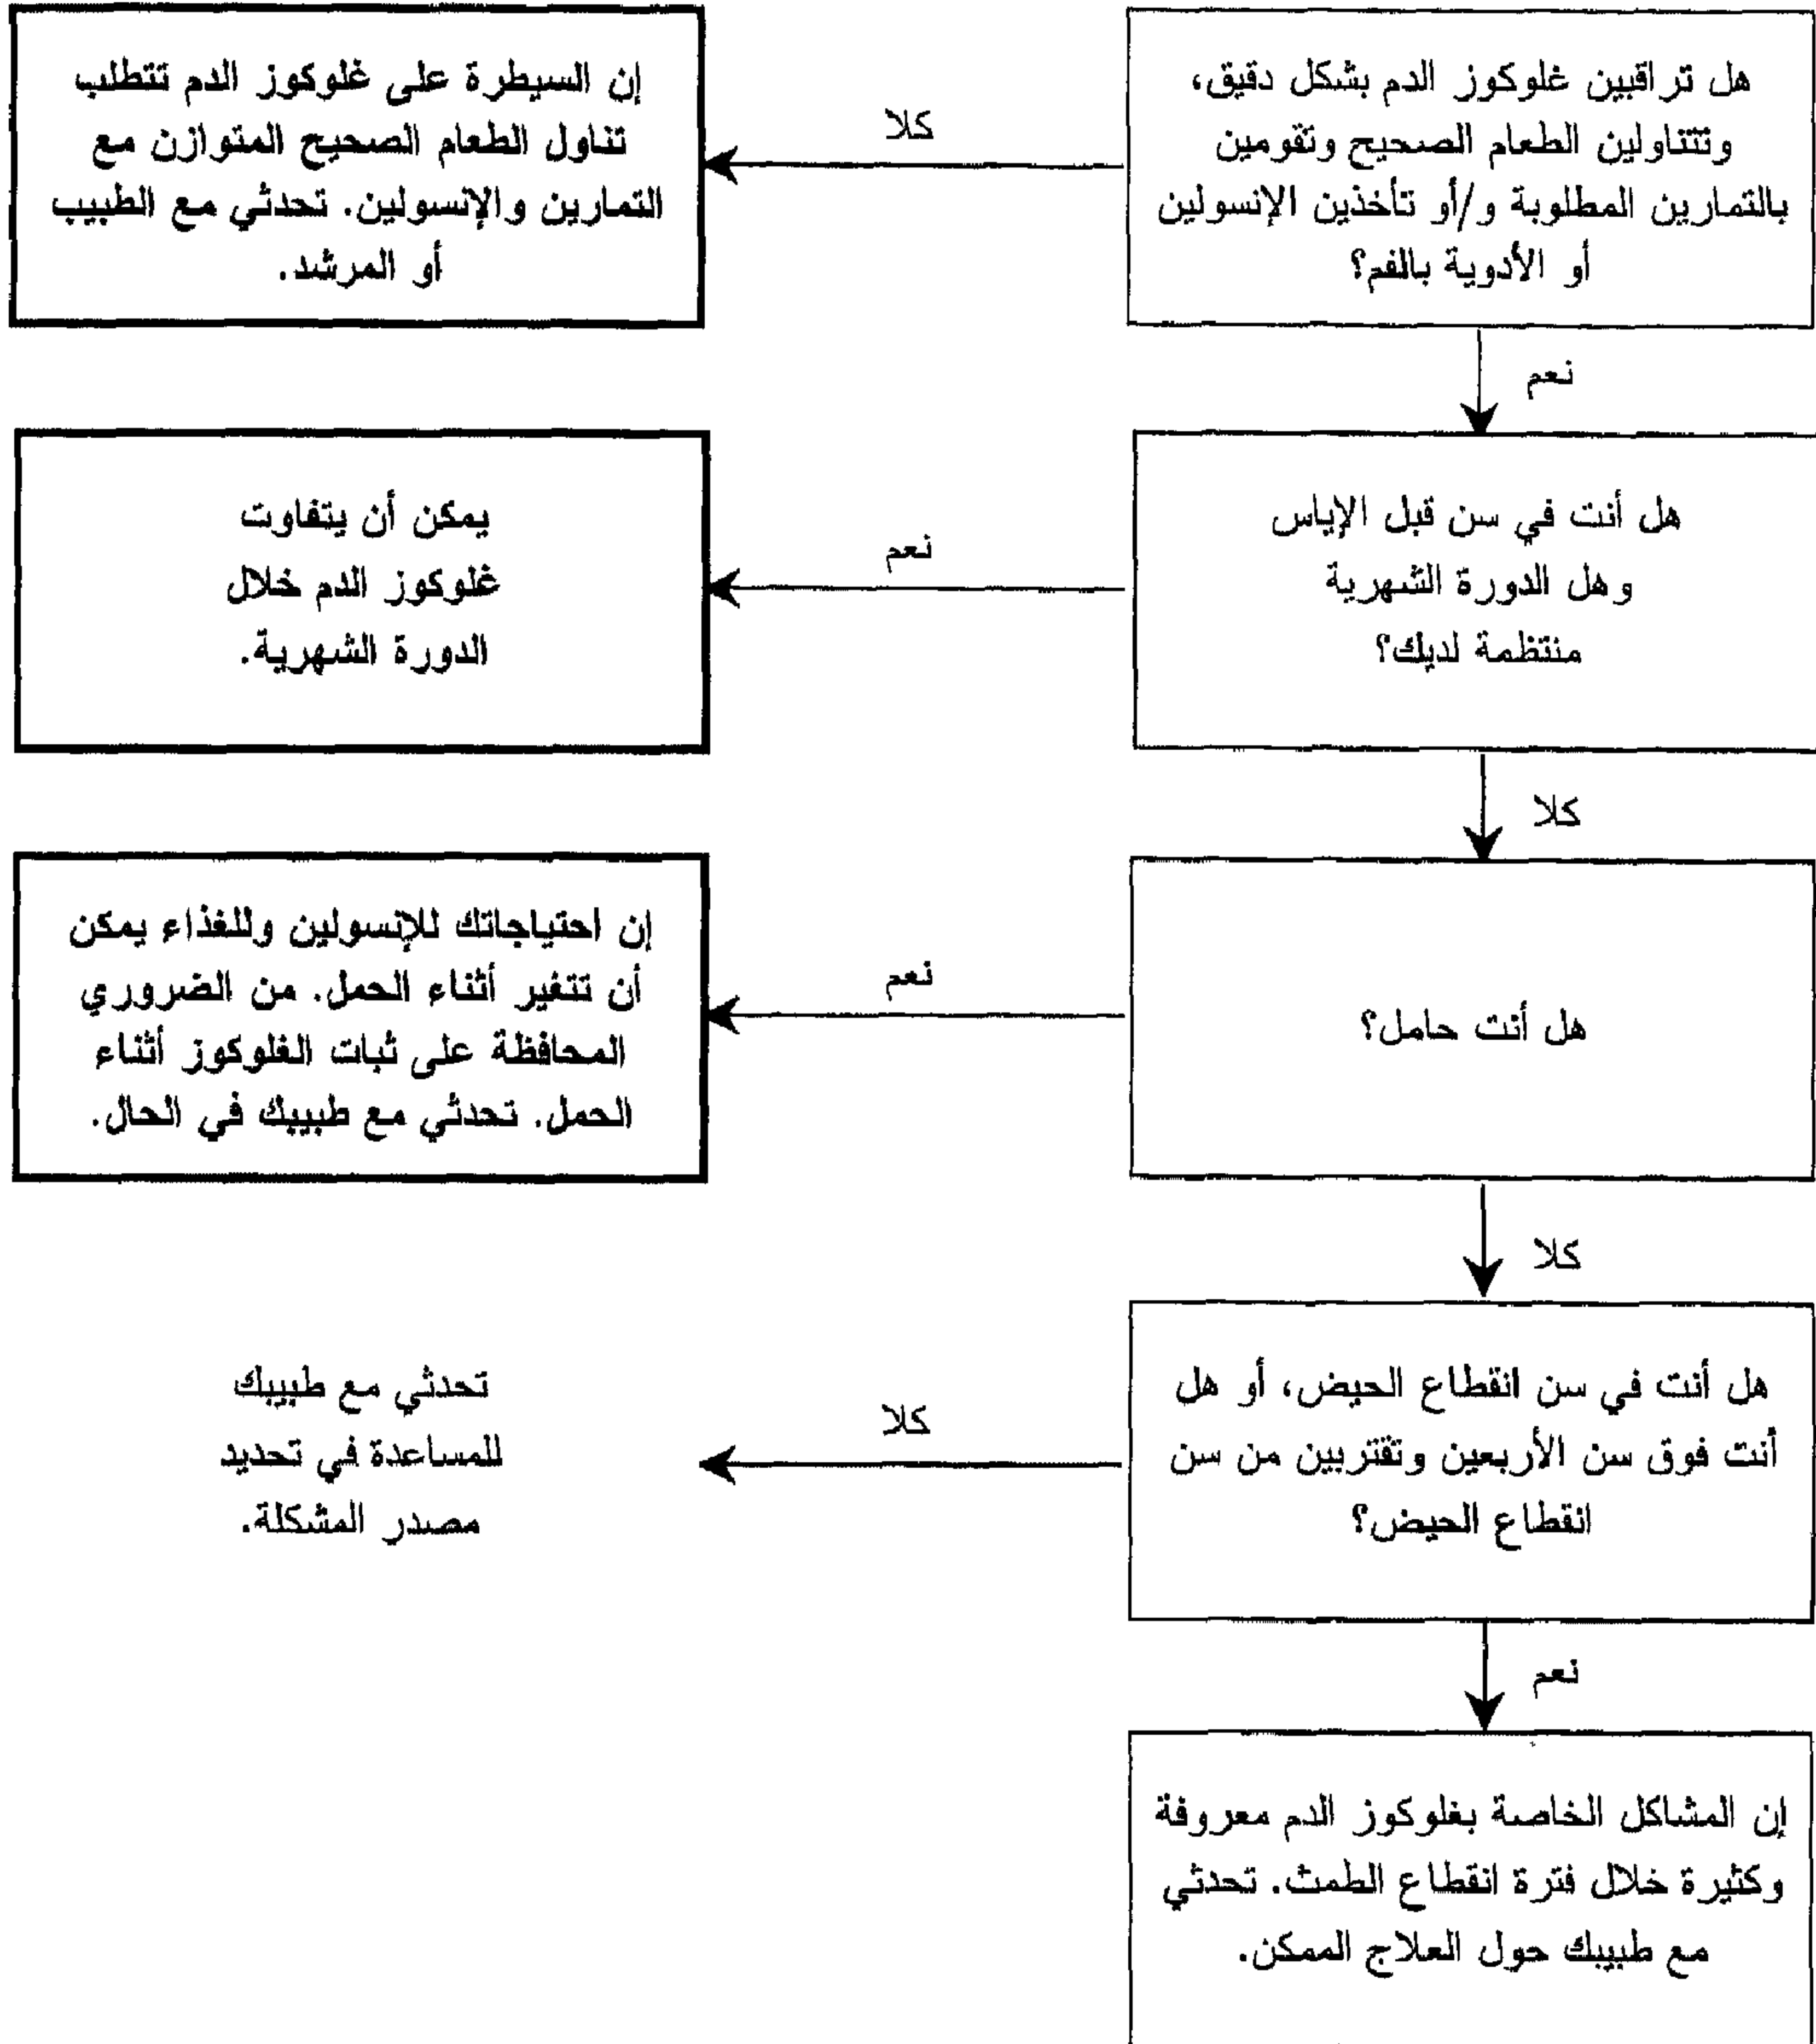 هل تراقبين غلوكوز الدم بشكل دقيق،
وتتناولين الطعام الصحيح وتقومين
بالتمارين المطلوبة و/أو تأخذين الإنسولين
أو الأدوية بالفم؟
كلا
إن السيطرة على غلوكوز الدم تتطلب
تناول الطعام الصحيح المتوازن مع
التمارين والإنسولين. تحدثي مع الطبيب
أو المرشد.
نعم
هل أنت في سن قبل الإياس
وهل الدورة الشهرية
منتظمة لديك؟
نعم
يمكن أن يتفاوت
غلوكوز الدم خلال
الدورة الشهرية.
كلا
هل أنت حامل؟
نعم
إن احتياجاتك للإنسولين وللغذاء يمكن
أن تتغير أثناء الحمل. من الضروري
المحافظة على ثبات الغلوكوز أثناء
الحمل. تحدثي مع طبيبك في الحال.
كلا
هل أنت في سن انقطاع الحيض، أو هل
أنت فوق سن الأربعين وتقتربين من سن
انقطاع الحيض؟
كلا
تحدثي مع طبيبك
للمساعدة في تحديد
مصدر المشكلة.
نعم
إن المشاكل الخاصة بغلوكوز الدم معروفة
وكثيرة خلال فترة انقطاع الطمث. تحدثي
مع طبيبك حول العلاج الممكن.